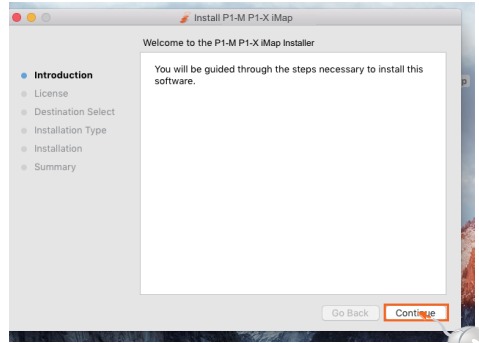 Install P1-M P1-X iMap
Welcome to the P1-M P1-X iMap Installer
Introduction
License
Destination Select
Installation Type
Installation
Summary
You will be guided through the steps necessary to install this
software.
Go Back
Continue
p